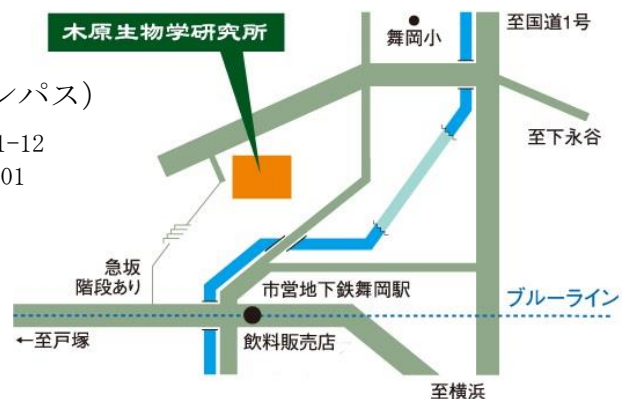 木原生物学研究所
舞岡小
至国道1号
ンパス)
1-12
01
至下永谷
急坂
階段あり
市営地下鉄舞岡駅
ブルーライン
←至戸塚
飲料販売店
至横浜